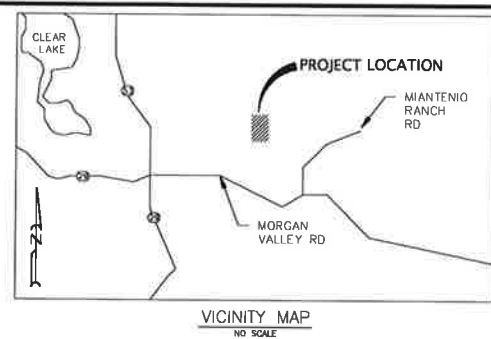 CLEAR
LAKE
PROJECT LOCATION
MIANTENIO
RANCH
RD
MORGAN
VALLEY RD
N
VICINITY MAP
NO SCALE